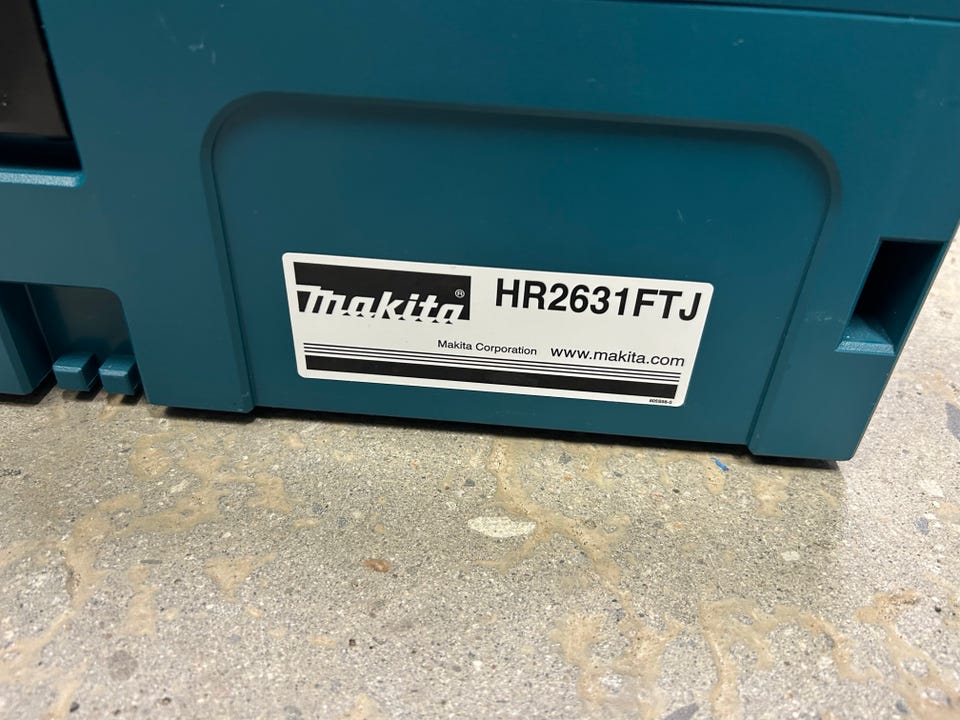 makita® HR2631FTJ
Makita Corporation www.makita.com